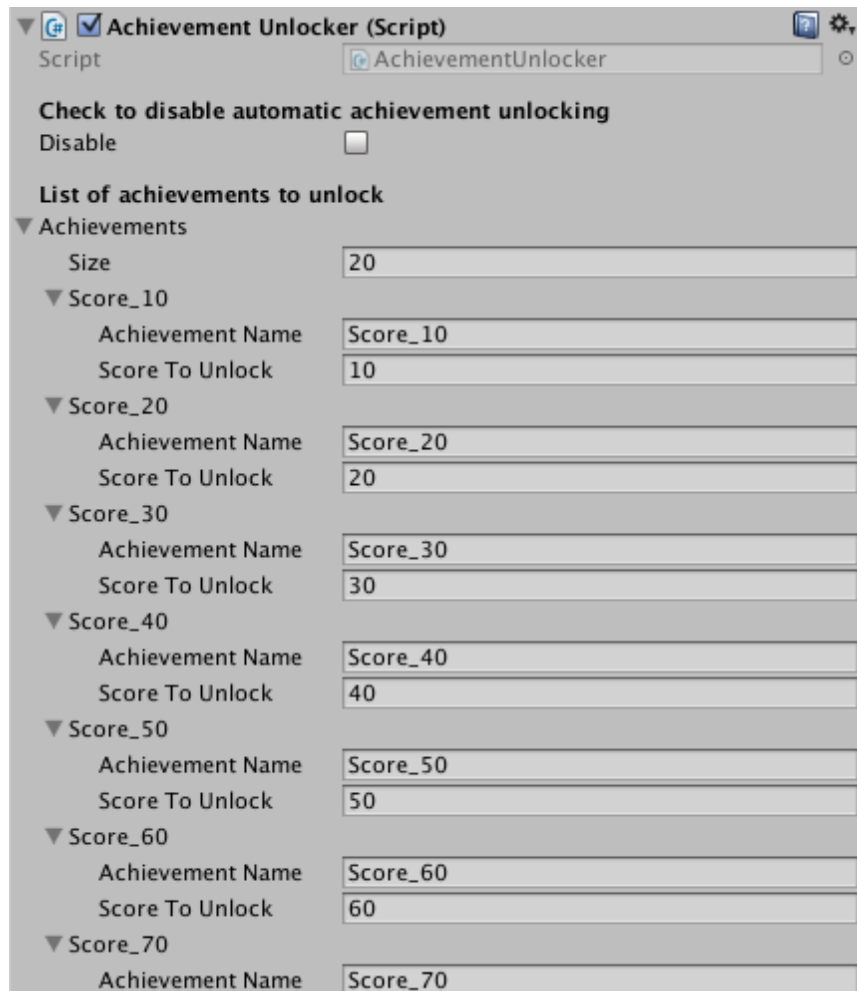 Achievement Unlocker (Script)
Script AchievementUnlocker
Check to disable automatic achievement unlocking
Disable
List of achievements to unlock
Achievements
Size 20
Score_10
Achievement Name Score_10
Score To Unlock 10
Score_20
Achievement Name Score_20
Score To Unlock 20
Score_30
Achievement Name Score_30
Score To Unlock 30
Score_40
Achievement Name Score_40
Score To Unlock 40
Score_50
Achievement Name Score_50
Score To Unlock 50
Score_60
Achievement Name Score_60
Score To Unlock 60
Score_70
Achievement Name Score_70